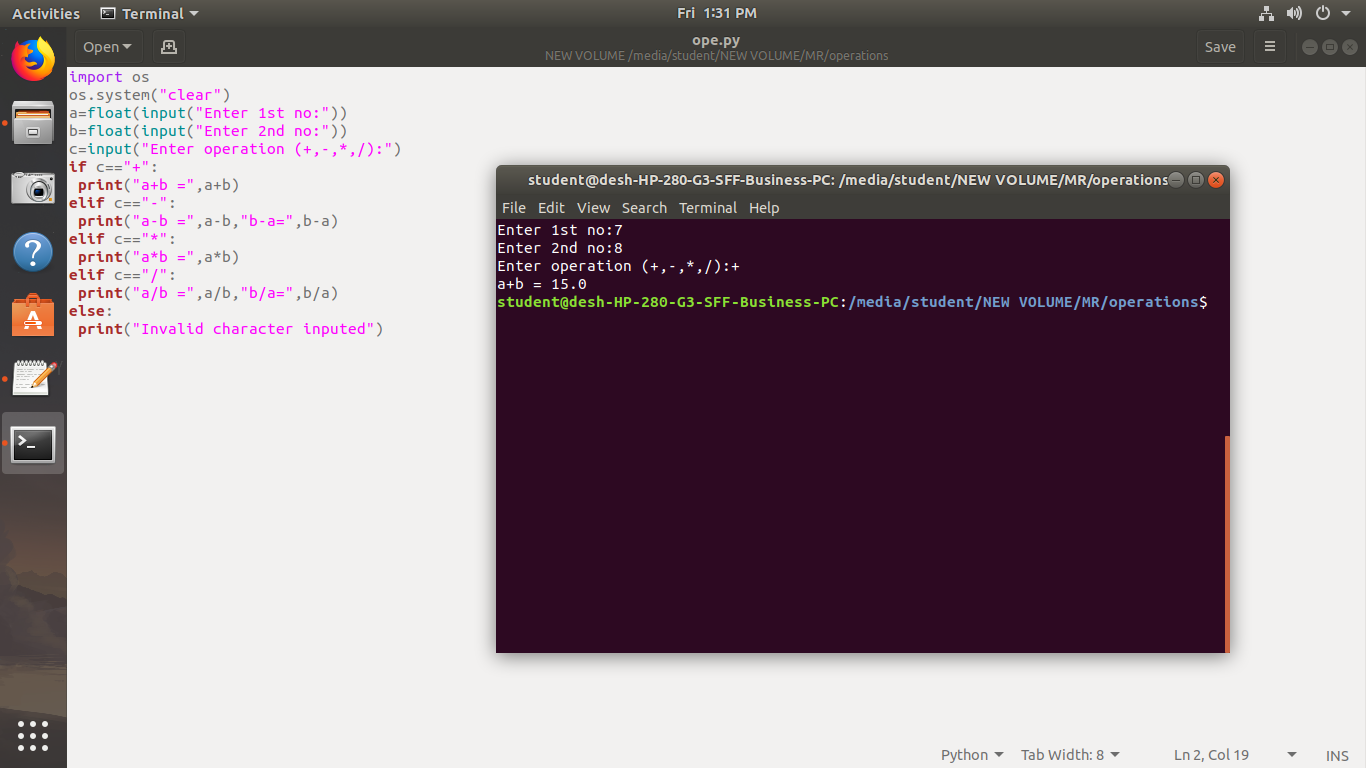 Activities Terminal Fri 1:31 PM
Open ope.py Save
NEW VOLUME /media/student/NEW VOLUME/MR/operations
import os
os.system("clear")
a=float(input("Enter 1st no:"))
b=float(input("Enter 2nd no:"))
c=input("Enter operation (+,-,*,/):")
if c=="+":
 print("a+b =",a+b)
elif c=="-":
 print("a-b =",a-b,"b-a=",b-a)
elif c=="*":
 print("a*b =",a*b)
elif c=="/":
 print("a/b =",a/b,"b/a=",b/a)
else:
 print("Invalid character inputed")
student@desh-HP-280-G3-SFF-Business-PC: /media/student/NEW VOLUME/MR/operations
File Edit View Search Terminal Help
Enter 1st no:7
Enter 2nd no:8
Enter operation (+,-,*,/):+
a+b = 15.0
student@desh-HP-280-G3-SFF-Business-PC:/media/student/NEW VOLUME/MR/operations$
Python Tab Width: 8 Ln 2, Col 19 INS